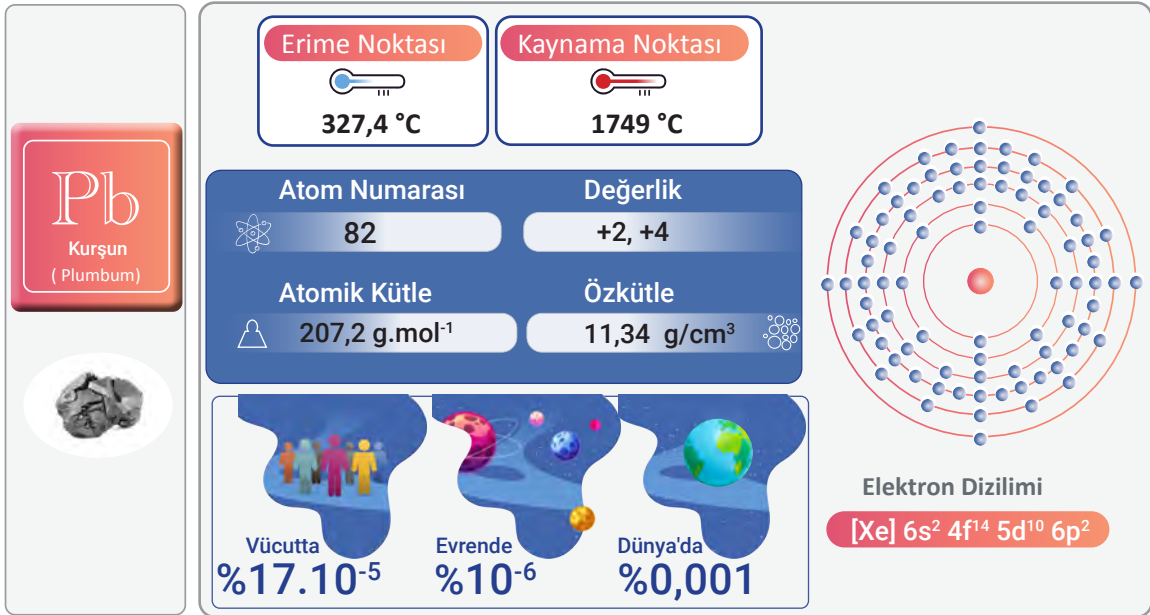 Pb
Kurşun
( Plumbum)
Erime Noktası
327,4 °C
Kaynama Noktası
1749 °C
Atom Numarası
82
Değerlik
+2, +4
Atomik Kütle
207,2 g.mol⁻¹
Özkütle
11,34 g/cm³
Vücutta
%17.10⁻⁵
Evrende
%10⁻⁶
Dünya'da
%0,001
Elektron Dizilimi
[Xe] 6s² 4f¹⁴ 5d¹⁰ 6p²